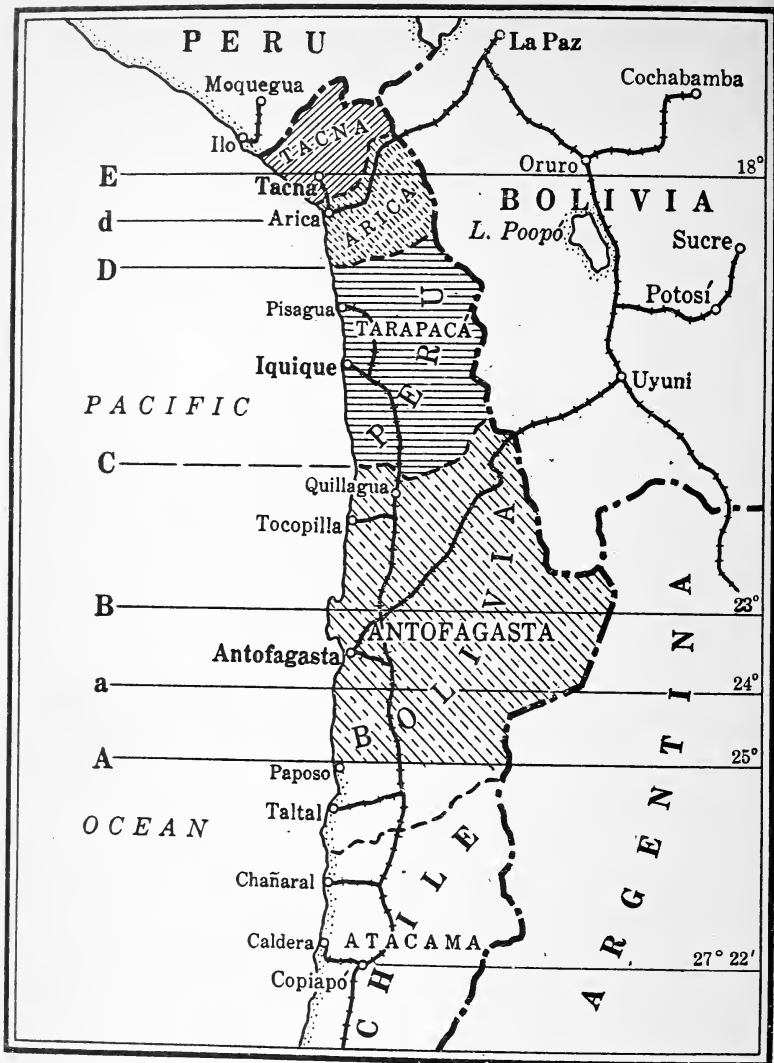 PERU
La Paz
Moquegua
Cochabamba
Ilo
TACNA
Oruro
E
18°
Tacna
BOLIVIA
d
Arica
ARICA
L. Poopó
Sucre
D
Potosí
Pisagua
TARAPACÁ
PERU
Iquique
Uyuni
PACIFIC
C
Quillagua
Tocopilla
B
23°
ANTOFAGASTA
Antofagasta
BOLIVIA
a
24°
A
25°
Paposo
Taltal
OCEAN
ARGENTINA
CHILE
Chañaral
Caldera
ATACAMA
27° 22'
Copiapó